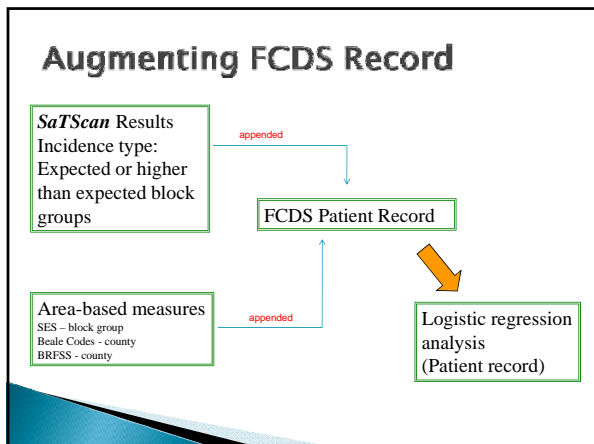 Augmenting FCDS Record
SaTScan Results
Incidence type:
Expected or higher
than expected block
groups
appended
FCDS Patient Record
Area-based measures
SES – block group
Beale Codes - county
BRFSS - county
appended
Logistic regression
analysis
(Patient record)